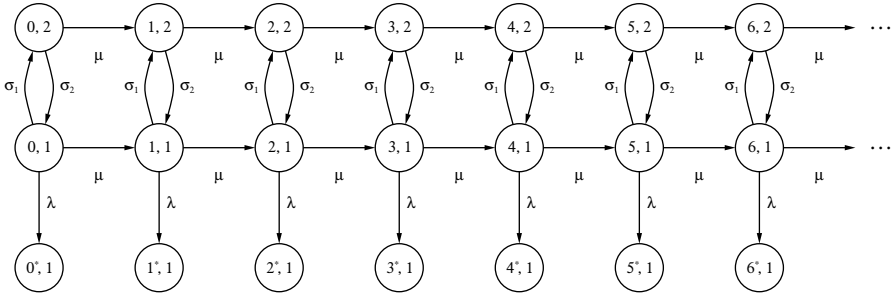 0, 2 1, 2 2, 2 3, 2 4, 2 5, 2 6, 2 ...
μ μ μ μ μ μ μ
σ1 σ2 σ1 σ2 σ1 σ2 σ1 σ2 σ1 σ2 σ1 σ2 σ1 σ2
0, 1 1, 1 2, 1 3, 1 4, 1 5, 1 6, 1 ...
μ μ μ μ μ μ μ
λ λ λ λ λ λ λ
0*, 1 1*, 1 2*, 1 3*, 1 4*, 1 5*, 1 6*, 1